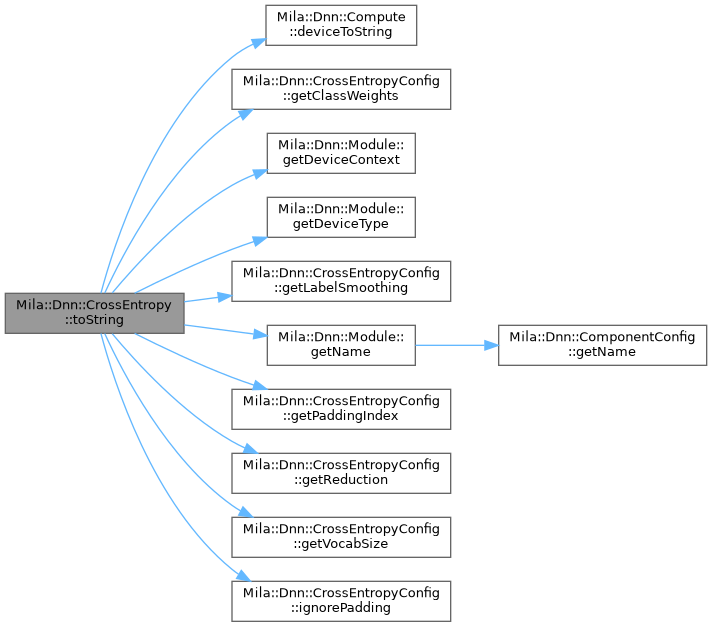 Mila::Dnn::CrossEntropy
::toString
Mila::Dnn::Compute
::deviceToString
Mila::Dnn::CrossEntropyConfig
::getClassWeights
Mila::Dnn::Module::
getDeviceContext
Mila::Dnn::Module::
getDeviceType
Mila::Dnn::CrossEntropyConfig
::getLabelSmoothing
Mila::Dnn::Module::
getName
Mila::Dnn::ComponentConfig
::getName
Mila::Dnn::CrossEntropyConfig
::getPaddingIndex
Mila::Dnn::CrossEntropyConfig
::getReduction
Mila::Dnn::CrossEntropyConfig
::getVocabSize
Mila::Dnn::CrossEntropyConfig
::ignorePadding